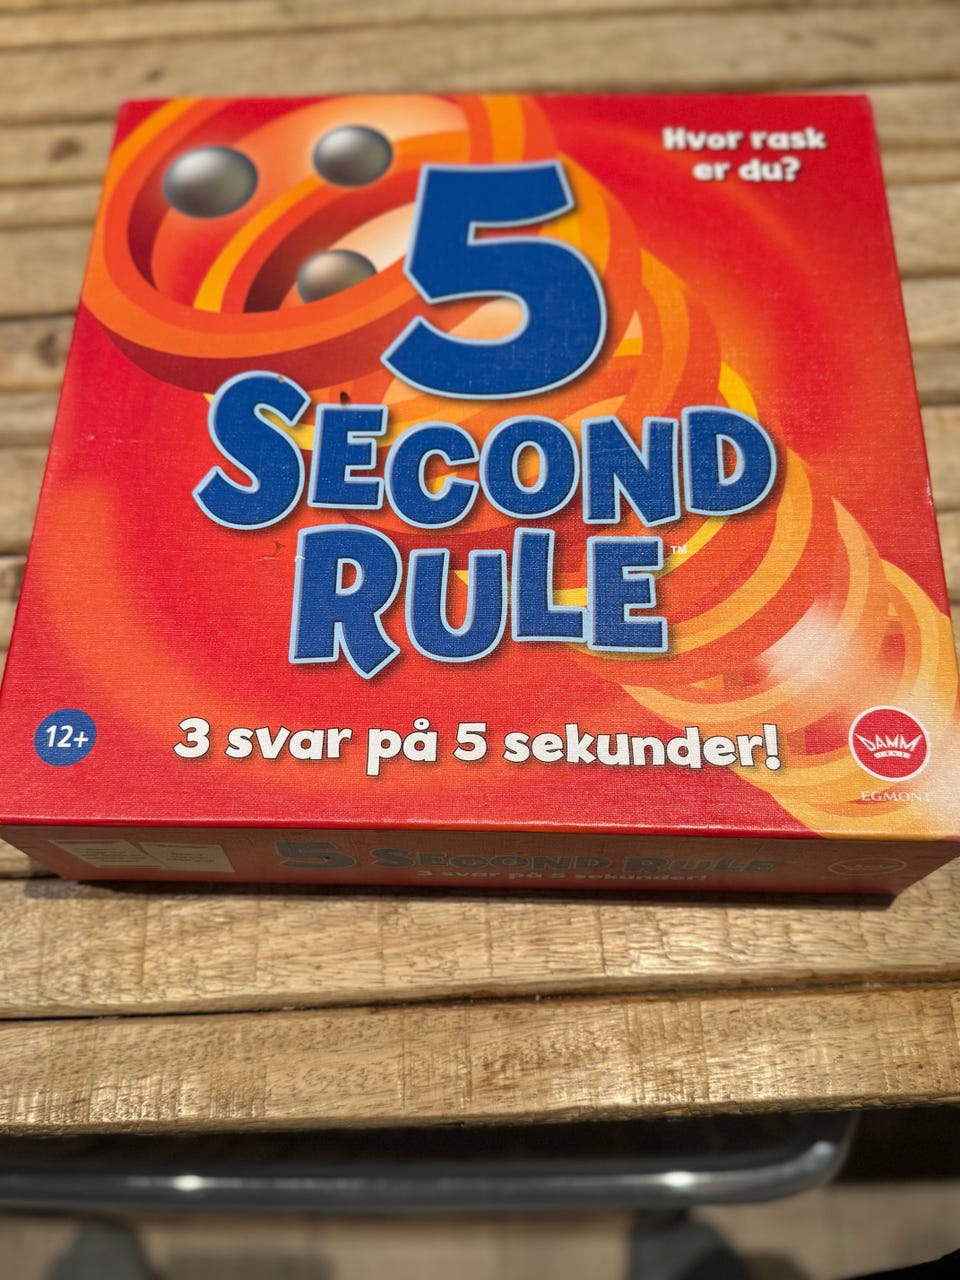 Hvor rask
er du?
5
SECOND
RULE™
3 svar på 5 sekunder!
12+
DAMM
EGMONT
5 SECOND RULE
3 svar på 5 sekunder!